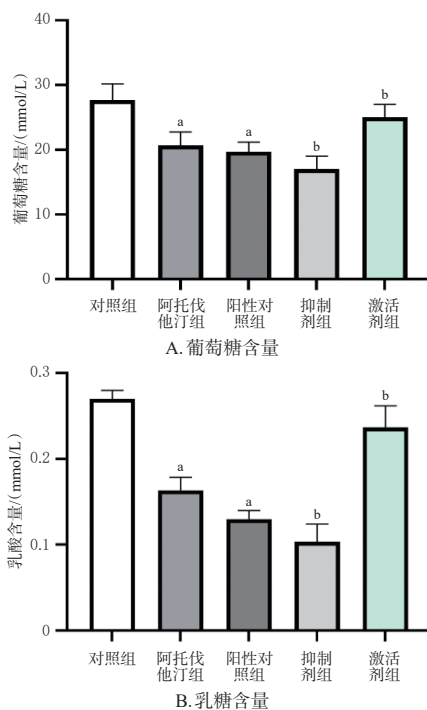 40
30
20
10
0
葡萄糖含量/(mmol/L)
a
a
b
b
对照组
阿托伐
他汀组
阳性对
照组
抑制
剂组
激活
剂组
A.葡萄糖含量
0.3
0.2
0.1
0
乳酸含量/(mmol/L)
a
a
b
b
对照组
阿托伐
他汀组
阳性对
照组
抑制
剂组
激活
剂组
B.乳糖含量